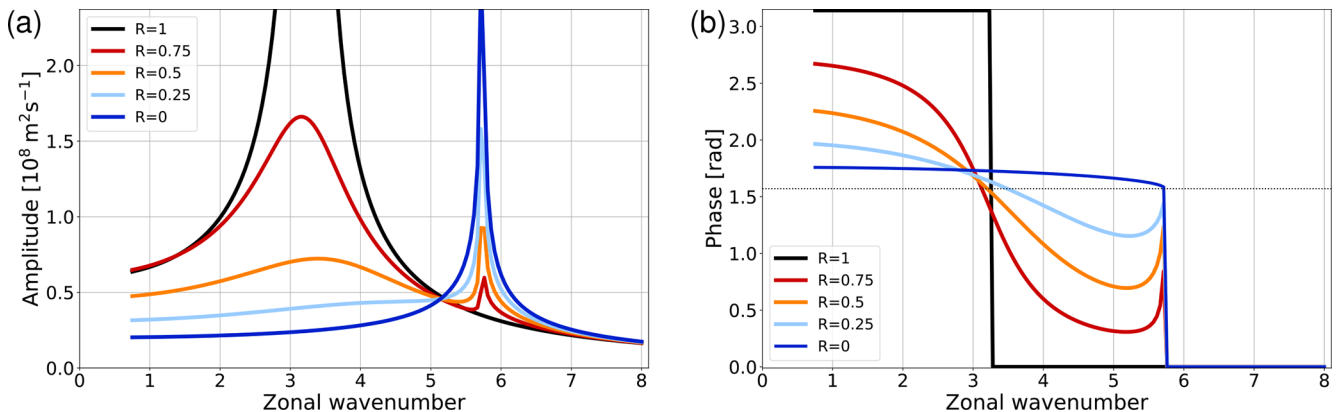 (a)
Amplitude [10⁸ m²s⁻¹]
2.0
1.5
1.0
0.5
0.0
R=1
R=0.75
R=0.5
R=0.25
R=0
0 1 2 3 4 5 6 7 8
Zonal wavenumber
(b)
Phase [rad]
3.0
2.5
2.0
1.5
1.0
0.5
0.0
R=1
R=0.75
R=0.5
R=0.25
R=0
0 1 2 3 4 5 6 7 8
Zonal wavenumber